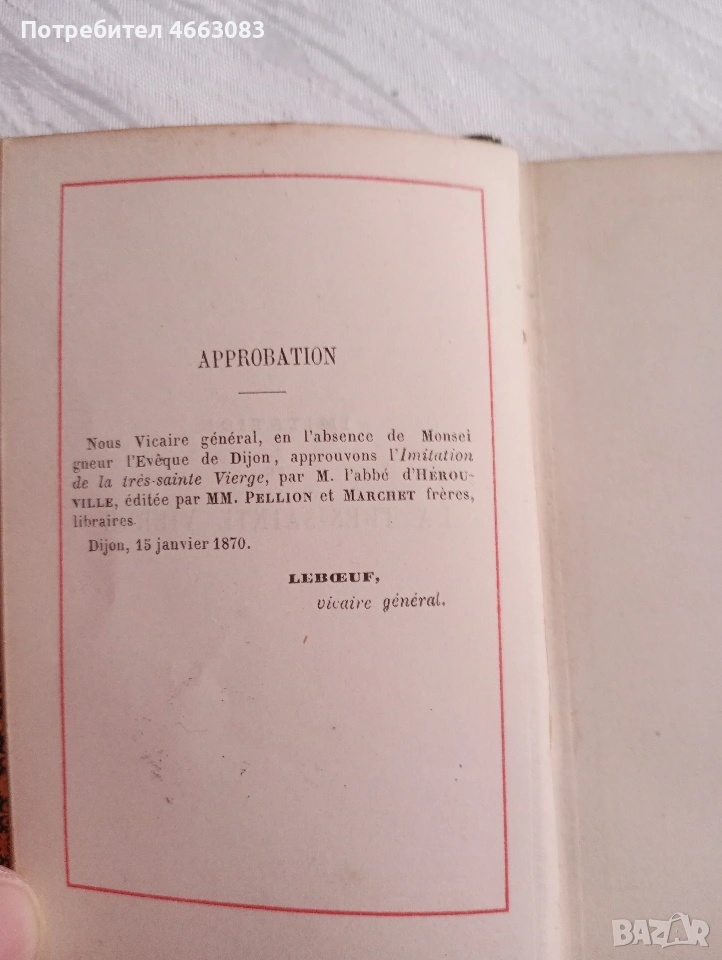 Потребител 4663083
APPROBATION
Nous Vicaire général, en l'absence de Monsei
gneur l'Evêque de Dijon, approuvons l'Imitation
de la très-sainte Vierge, par M. l'abbé d'HÉROU-
VILLE, éditée par MM. PELLION et MARCHET frères,
libraires.
Dijon, 15 janvier 1870.
LEBŒUF,
vicaire général.
BAZAR